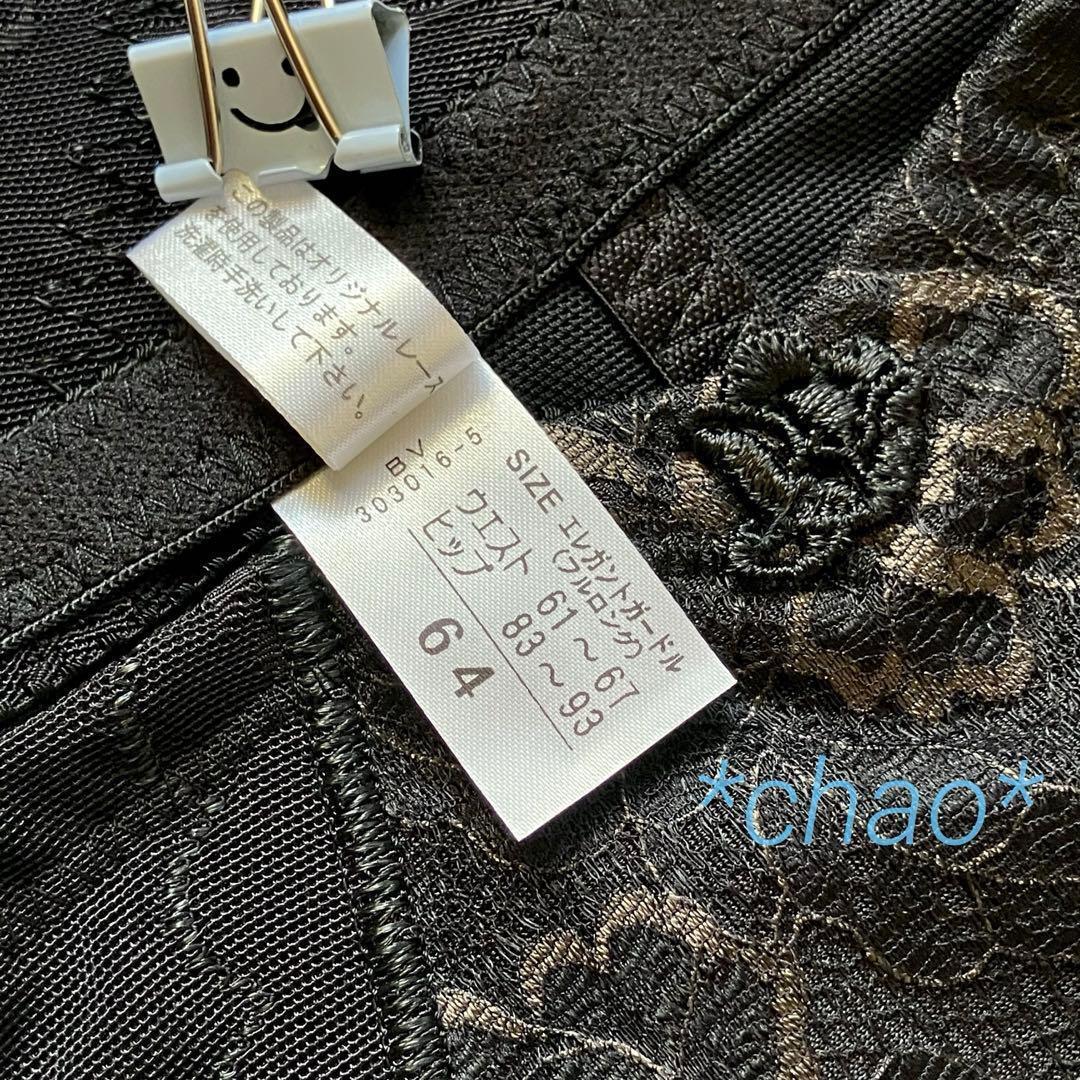 この製品はオリジナルレース
を使用しております。
洗濯時手洗いして下さい。
BV
303016-5
SIZE エレガントガードル
(フルロング)
ウエスト 61～67
ヒップ 83～93
64
*chao*